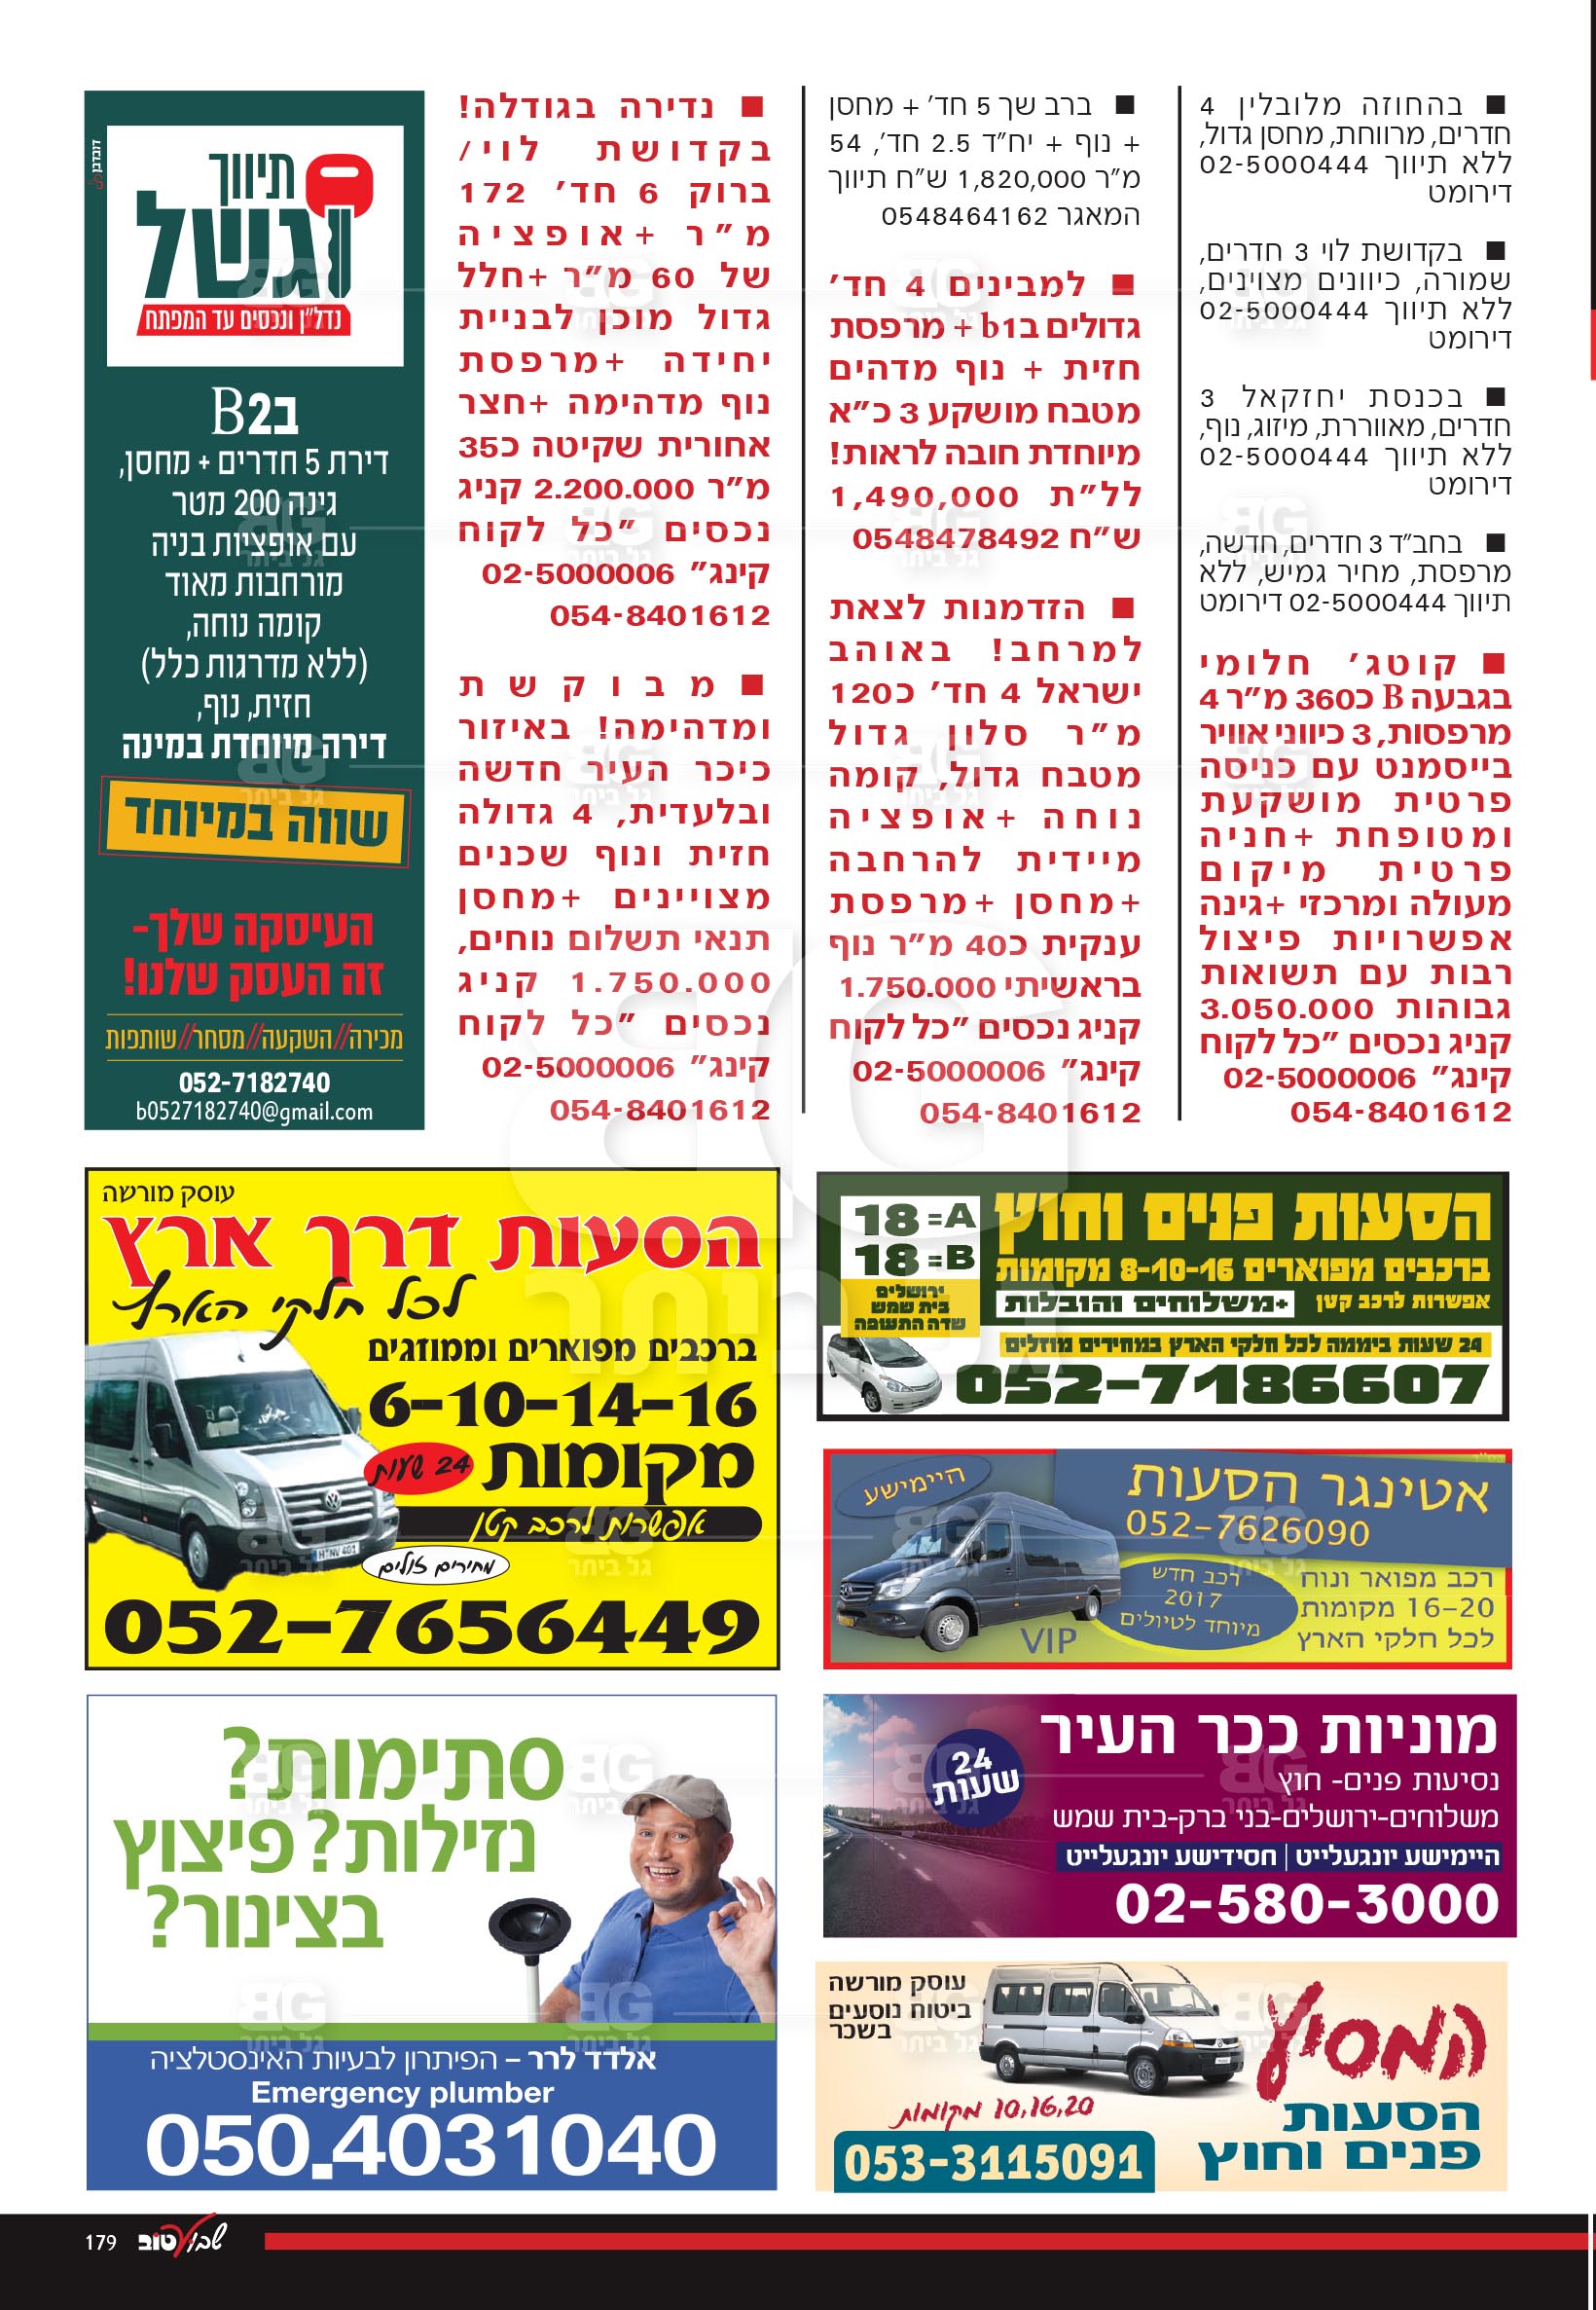 ■ בהחוזה מלובלין 4
חדרים, מרווחת, מחסן גדול,
ללא תיווך 02-5000444
דירומט
■ בקדושת לוי 3 חדרים,
שמורה, כיוונים מצוינים,
ללא תיווך 02-5000444
דירומט
■ בכנסת יחזקאל 3
חדרים, מאווררת, מיזוג, נוף,
ללא תיווך 02-5000444
דירומט
■ בחב"ד 3 חדרים, חדשה,
מרפסת, מחיר גמיש, ללא
תיווך 02-5000444 דירומט
■ קוטג' חלומי
בגבעה B כ360 מ"ר 4
מרפסות, 3 כיווני אוויר
בייסמנט עם כניסה
פרטית מושקעת
ומטופחת +חניה
פרטית מיקום
מעולה ומרכזי +גינה
אפשרויות פיצול
רבות עם תשואות
גבוהות 3.050.000
קניג נכסים "כל לקוח
קינג" 02-5000006
054-8401612
■ ברב שך 5 חד' + מחסן
+ נוף + יח"ד 2.5 חד', 54
מ"ר 1,820,000 ש"ח תיווך
המאגר 0548464162
■ למבינים 4 חד'
גדולים בb1 + מרפסת
חזית + נוף מדהים
מטבח מושקע 3 כ"א
מיוחדת חובה לראות!
לל"ת 1,490,000
ש"ח 0548478492
■ הזדמנות לצאת
למרחב! באוהב
ישראל 4 חד' כ120
מ"ר סלון גדול
מטבח גדול, קומה
נוחה +אופציה
מיידית להרחבה
+מחסן +מרפסת
ענקית כ40 מ"ר נוף
בראשיתי 1.750.000
קניג נכסים "כל לקוח
קינג" 02-5000006
054-8401612
■ נדירה בגודלה!
בקדושת לוי/
ברוק 6 חד' 172
מ"ר +אופציה
של 60 מ"ר +חלל
גדול מוכן לבניית
יחידה +מרפסת
נוף מדהימה +חצר
אחורית שקיטה כ35
מ"ר 2.200.000 קניג
נכסים "כל לקוח
קינג" 02-5000006
054-8401612
■ מבוקשת
ומדהימה! באיזור
כיכר העיר חדשה
ובלעדית, 4 גדולה
חזית ונוף שכנים
מצויינים +מחסן
תנאי תשלום נוחים,
1.750.000 קניג
נכסים "כל לקוח
קינג" 02-5000006
054-8401612
תיווך
וגשל
נדל"ן ונכסים עד המפתח
בB2
דירת 5 חדרים + מחסן,
גינה 200 מטר
עם אופציות בניה
מורחבות מאוד
קומה נוחה,
(ללא מדרגות כלל)
חזית, נוף,
דירה מיוחדת במינה
שווה במיוחד
העיסקה שלך-
זה העסק שלנו!
מכירה//השקעה//מסחר//שותפות
052-7182740
b0527182740@gmail.com
הסעות פנים וחוץ
ברכבים מפוארים 8-10-16 מקומות
אפשרות לרכב קטן
+משלוחים והובלות
18=A
18=B
ירושלים
בית שמש
שדה התעופה
24 שעות ביממה לכל חלקי הארץ במחירים מוזלים
052-7186607
עוסק מורשה
הסעות דרך ארץ
לכל חלקי הארץ
ברכבים מפוארים וממוזגים
6-10-14-16
מקומות
24 שעות
אפשרות לרכב קטן
מחירים זולים
052-7656449
היימישע
אטינגר הסעות
052-7626090
רכב מפואר ונוח
16-20 מקומות
לכל חלקי הארץ
רכב חדש
2017
מיוחד לטיולים
VIP
מוניות ככר העיר
24
שעות
נסיעות פנים- חוץ
משלוחים-ירושלים-בני ברק-בית שמש
היימישע יונגעלייט | חסידישע יונגעלייט
02-580-3000
סתימות?
נזילות? פיצוץ
בצינור?
אלדד לרר – הפיתרון לבעיות האינסטלציה
Emergency plumber
050.4031040
עוסק מורשה
ביטוח נוסעים
בשכר
המסיע
הסעות
פנים וחוץ
10,16,20 מקומות
053-3115091
179 שבוע טוב
BG
גל ביתר